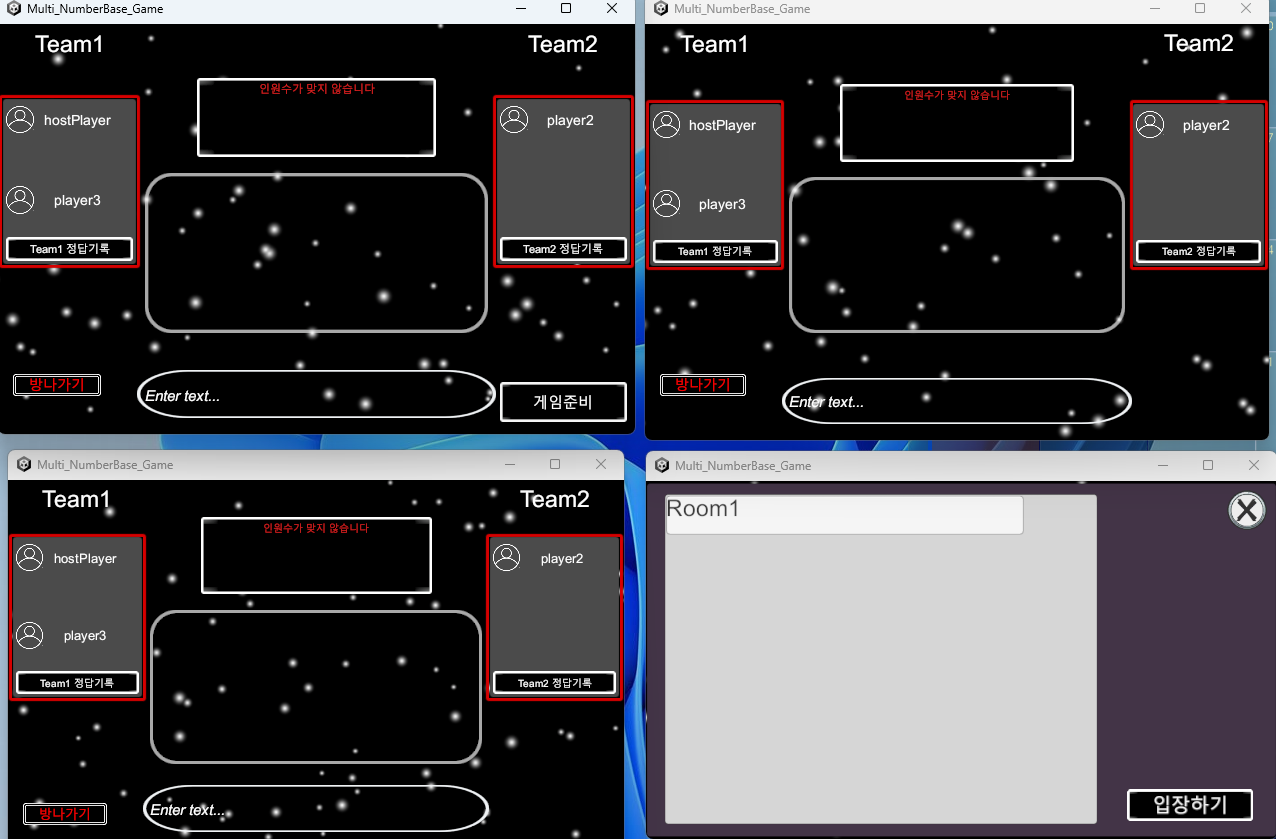 Multi_NumberBase_Game
Team1
Team2
인원수가 맞지 않습니다
hostPlayer
player3
Team1 정답기록
player2
Team2 정답기록
방나가기
Enter text...
게임준비
Multi_NumberBase_Game
Team1
Team2
인원수가 맞지 않습니다
hostPlayer
player3
Team1 정답기록
player2
Team2 정답기록
방나가기
Enter text...
Multi_NumberBase_Game
Team1
Team2
인원수가 맞지 않습니다
hostPlayer
player3
Team1 정답기록
player2
Team2 정답기록
방나가기
Enter text...
Multi_NumberBase_Game
Room1
입장하기